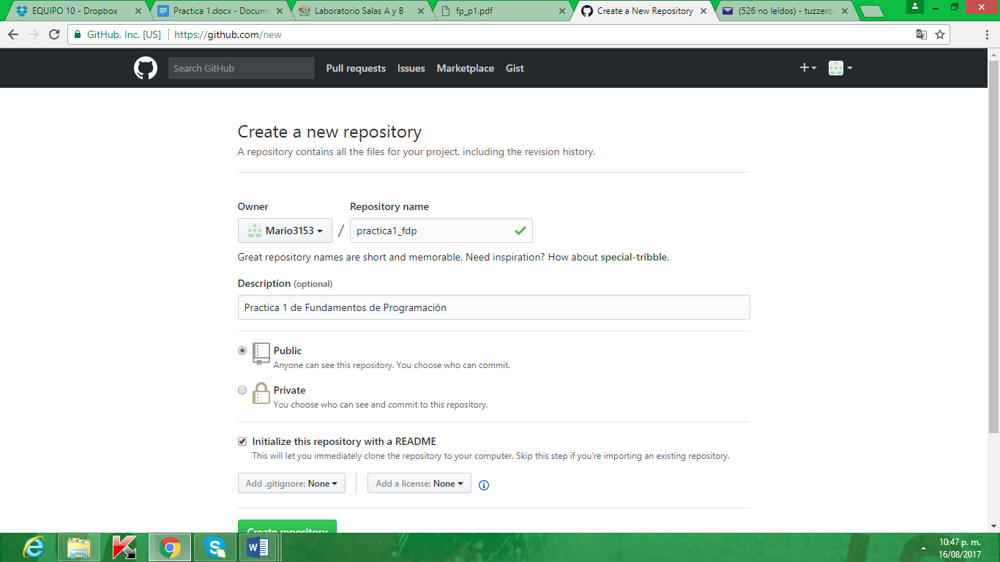 EQUIPO 10 - Dropbox
Practica 1.docx - Docume
Laboratorio Salas A y B
fp_p1.pdf
Create a New Repository
(526 no leídos) - tuzzero
GitHub, Inc. [US]
https://github.com/new
Search GitHub
Pull requests
Issues
Marketplace
Gist
Create a new repository
A repository contains all the files for your project, including the revision history.
Owner
Repository name
Mario3153
/
practica1_fdp
Great repository names are short and memorable. Need inspiration? How about special-tribble.
Description (optional)
Practica 1 de Fundamentos de Programación
Public
Anyone can see this repository. You choose who can commit.
Private
You choose who can see and commit to this repository.
Initialize this repository with a README
This will let you immediately clone the repository to your computer. Skip this step if you're importing an existing repository.
Add .gitignore: None
Add a license: None
Create repository
10:47 p. m.
16/08/2017